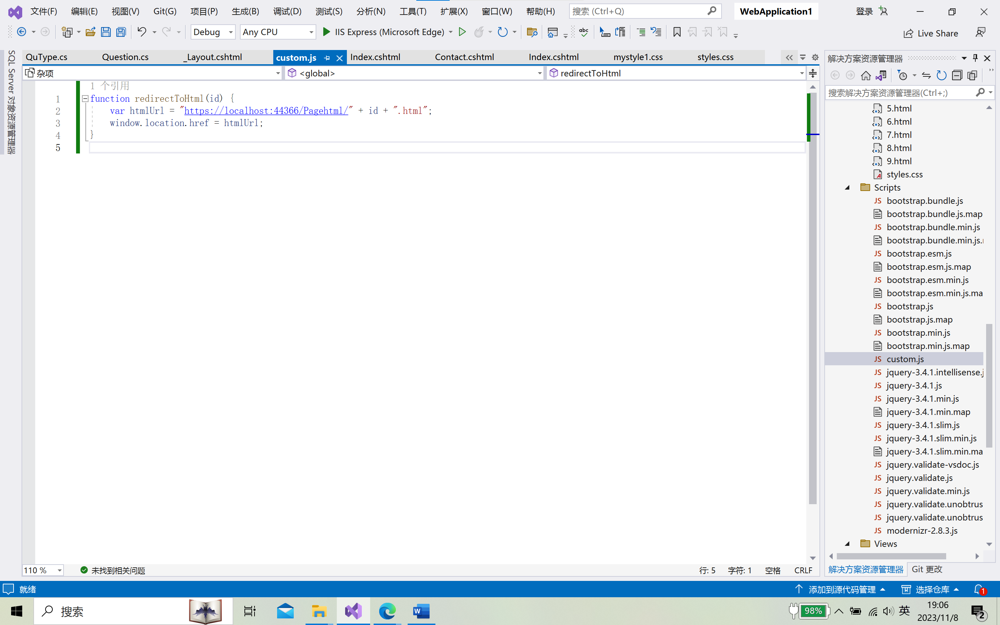 文件(F) 编辑(E) 视图(V) Git(G) 项目(P) 生成(B) 调试(D) 测试(S) 分析(N) 工具(T) 扩展(X) 窗口(W) 帮助(H) 搜索 (Ctrl+Q) WebApplication1 登录
Debug Any CPU IIS Express (Microsoft Edge) abc Live Share
SQL Server 对象资源管理器
QuType.cs Question.cs _Layout.cshtml custom.js Index.cshtml Contact.cshtml Index.cshtml mystyle1.css styles.css
杂项 <global> redirectToHtml
1 个引用
1 function redirectToHtml(id) {
2 var htmlUrl = "https://localhost:44366/Pagehtml/" + id + ".html";
3 window.location.href = htmlUrl;
4 }
5
110 % 未找到相关问题 行: 5 字符: 1 空格 CRLF
解决方案资源管理器
搜索解决方案资源管理器(Ctrl+;)
5.html
6.html
7.html
8.html
9.html
styles.css
Scripts
JS bootstrap.bundle.js
bootstrap.bundle.js.map
JS bootstrap.bundle.min.js
bootstrap.bundle.min.js.
JS bootstrap.esm.js
bootstrap.esm.js.map
JS bootstrap.esm.min.js
bootstrap.esm.min.js.ma
JS bootstrap.js
bootstrap.js.map
JS bootstrap.min.js
bootstrap.min.js.map
JS custom.js
JS jquery-3.4.1.intellisense.j
JS jquery-3.4.1.js
JS jquery-3.4.1.min.js
jquery-3.4.1.min.map
JS jquery-3.4.1.slim.js
JS jquery-3.4.1.slim.min.js
jquery-3.4.1.slim.min.ma
JS jquery.validate-vsdoc.js
JS jquery.validate.js
JS jquery.validate.min.js
JS jquery.validate.unobtrus
JS jquery.validate.unobtrus
JS modernizr-2.8.3.js
Views
解决方案资源管理器 Git 更改
就绪 添加到源代码管理 选择仓库 1
搜索 W 98% 英 19:06
2023/11/8 2